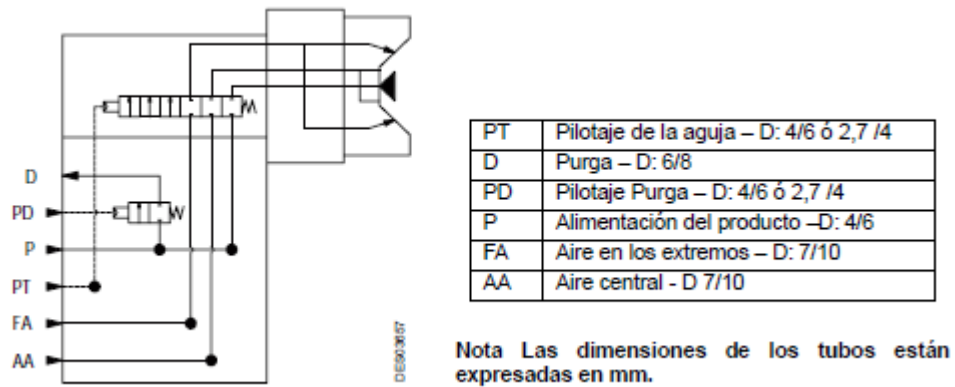 D
PD
P
PT
FA
AA
DES03657
PT Pilotaje de la aguja – D: 4/6 ó 2,7 /4
D Purga – D: 6/8
PD Pilotaje Purga – D: 4/6 ó 2,7 /4
P Alimentación del producto –D: 4/6
FA Aire en los extremos – D: 7/10
AA Aire central - D 7/10
Nota Las dimensiones de los tubos están
expresadas en mm.